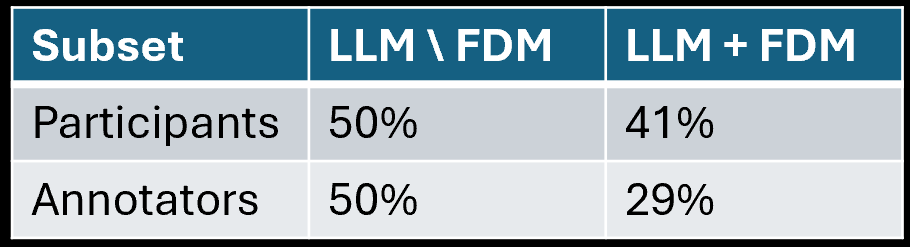 Subset LLM \ FDM LLM + FDM
Participants 50% 41%
Annotators 50% 29%